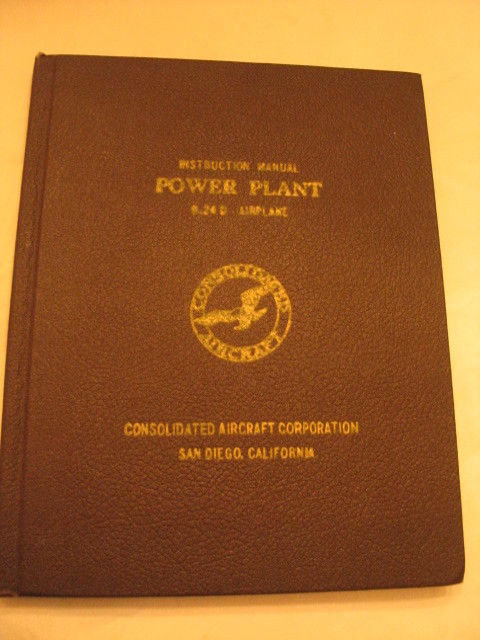 INSTRUCTION MANUAL
POWER PLANT
B-24 D - AIRPLANE
CONSOLIDATED
AIRCRAFT
CONSOLIDATED AIRCRAFT CORPORATION
SAN DIEGO, CALIFORNIA